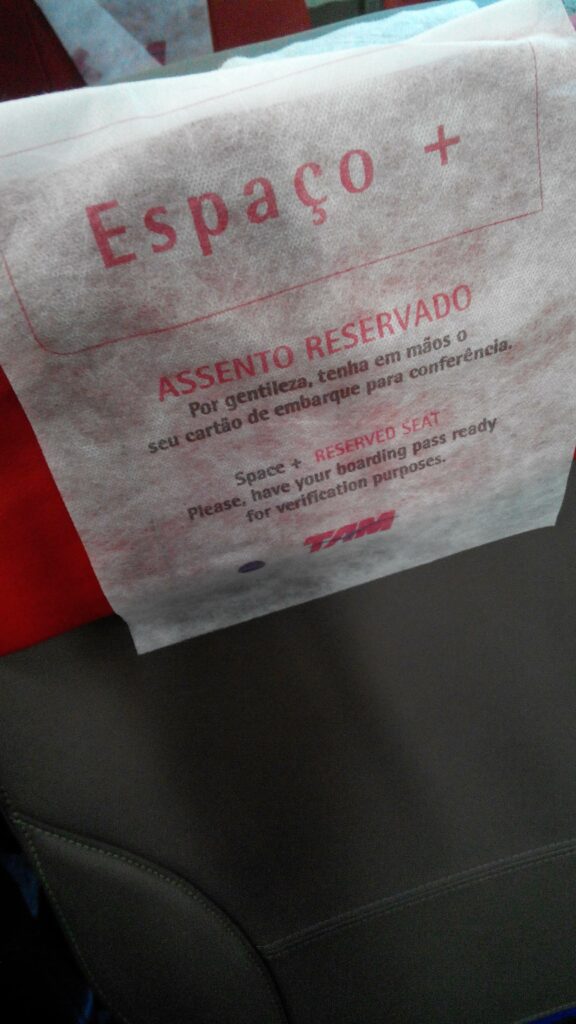 Espaço +
ASSENTO RESERVADO
Por gentileza, tenha em mãos o
seu cartão de embarque para conferência.
Space + RESERVED SEAT
Please, have your boarding pass ready
for verification purposes.
TAM